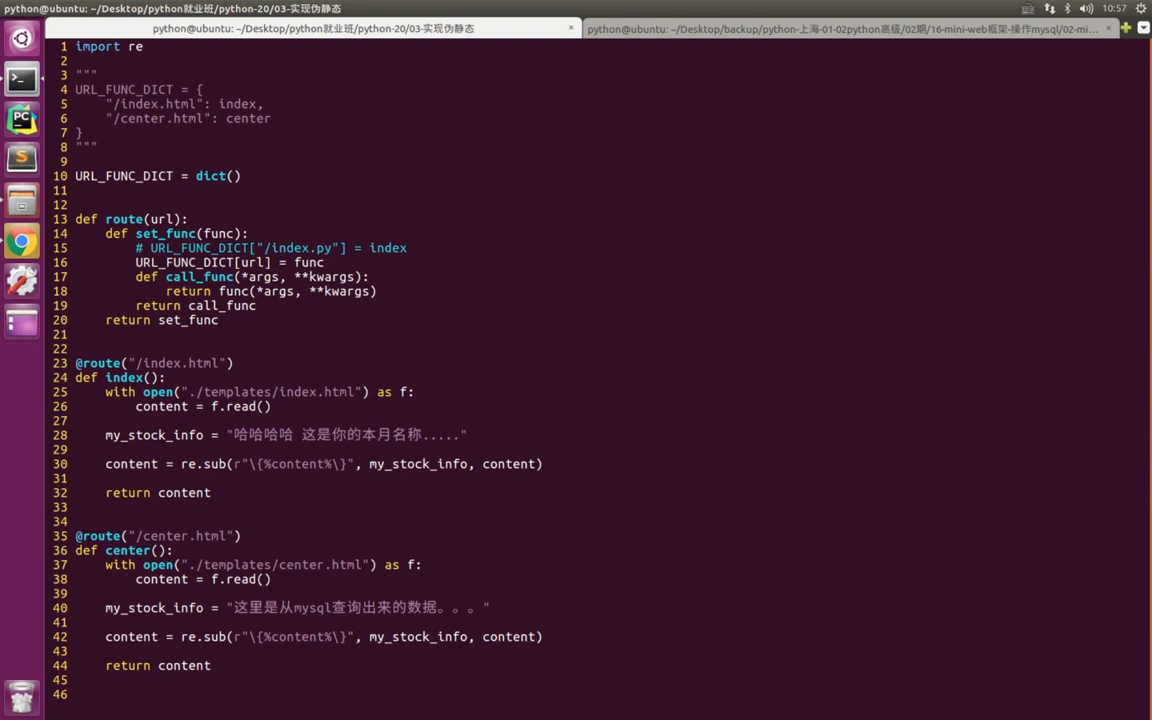 python@ubuntu: ~/Desktop/python就业班/python-20/03-实现伪静态
10:57
python@ubuntu: ~/Desktop/python就业班/python-20/03-实现伪静态 ×
python@ubuntu: ~/Desktop/backup/python-上海-01-02python高级/02期/16-mini-web框架-操作mysql/02-mi... ×
1 import re
2
3 """
4 URL_FUNC_DICT = {
5     "/index.html": index,
6     "/center.html": center
7 }
8 """
9
10 URL_FUNC_DICT = dict()
11
12
13 def route(url):
14     def set_func(func):
15         # URL_FUNC_DICT["/index.py"] = index
16         URL_FUNC_DICT[url] = func
17         def call_func(*args, **kwargs):
18             return func(*args, **kwargs)
19         return call_func
20     return set_func
21
22
23 @route("/index.html")
24 def index():
25     with open("./templates/index.html") as f:
26         content = f.read()
27
28     my_stock_info = "哈哈哈哈 这是你的本月名称....."
29
30     content = re.sub(r"\{%content%\}", my_stock_info, content)
31
32     return content
33
34
35 @route("/center.html")
36 def center():
37     with open("./templates/center.html") as f:
38         content = f.read()
39
40     my_stock_info = "这里是从mysql查询出来的数据。。。"
41
42     content = re.sub(r"\{%content%\}", my_stock_info, content)
43
44     return content
45
46
PC
S